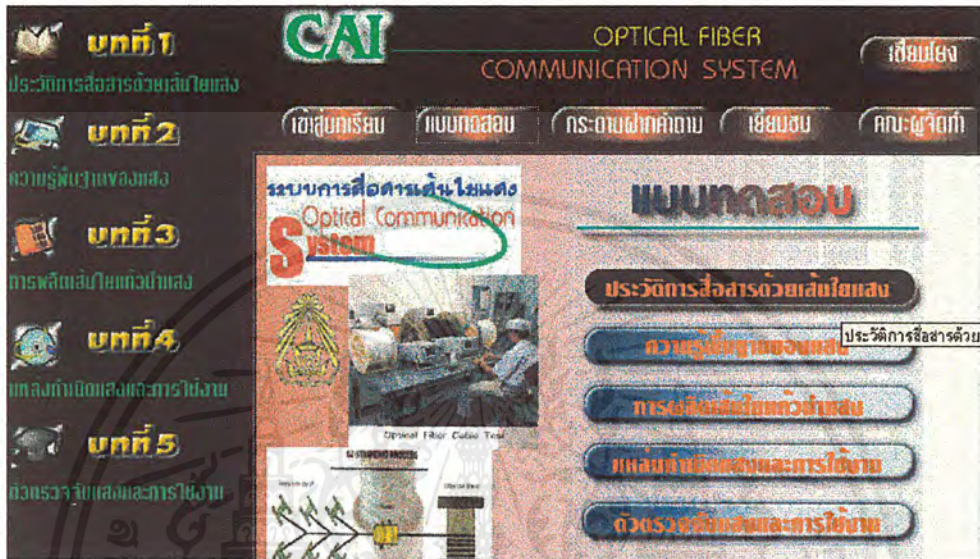 บทที่ 1
ประวัติการสื่อสารด้วยเส้นใยแสง
บทที่ 2
ความรู้พื้นฐานของแสง
บทที่ 3
การผลิตเส้นใยแก้วนำแสง
บทที่ 4
แหล่งกำเนิดแสงและการใช้งาน
บทที่ 5
ตัวตรวจจับแสงและการใช้งาน
CAI
OPTICAL FIBER
COMMUNICATION SYSTEM
เชื่อมโยง
เข้าสู่บทเรียน
แบบทดสอบ
กระดานฝากคำถาม
เยี่ยมชม
คณะผู้จัดทำ
ระบบการสื่อสารเส้นใยแสง
Optical Communication
System
Optical Fiber Cable Test
แบบทดสอบ
ประวัติการสื่อสารด้วยเส้นใยแสง
ประวัติการสื่อสารด้วย
ความรู้พื้นฐานของแสง
การผลิตเส้นใยแก้วนำแสง
แหล่งกำเนิดแสงและการใช้งาน
ตัวตรวจจับแสงและการใช้งาน